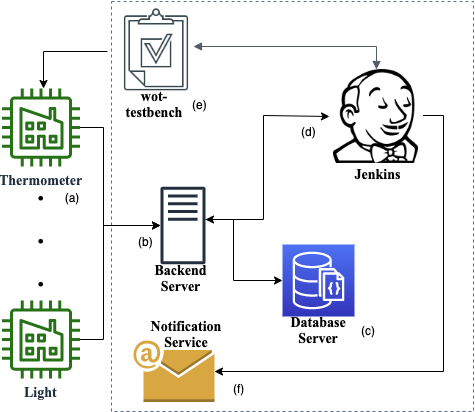 wot-
testbench
(e)
(d)
Jenkins
Thermometer
(a)
(b)
Backend
Server
Database
Server
(c)
Notification
Service
@
(f)
Light
{}